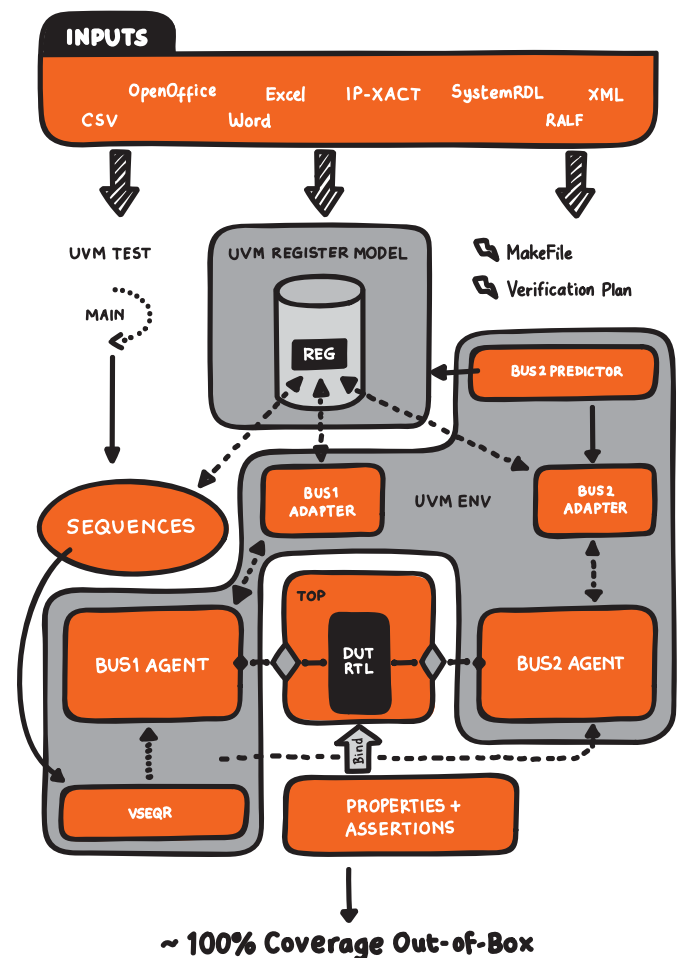 INPUTS
OpenOffice Excel IP-XACT SystemRDL XML
CSV Word RALF
UVM TEST
UVM REGISTER MODEL
MakeFile
Verification Plan
MAIN
REG
BUS2 PREDICTOR
BUS1
ADAPTER
UVM ENV
BUS2
ADAPTER
SEQUENCES
TOP
BUS1 AGENT
DUT
RTL
BUS2 AGENT
Bind
VSEQR
PROPERTIES +
ASSERTIONS
~ 100% Coverage Out-of-Box